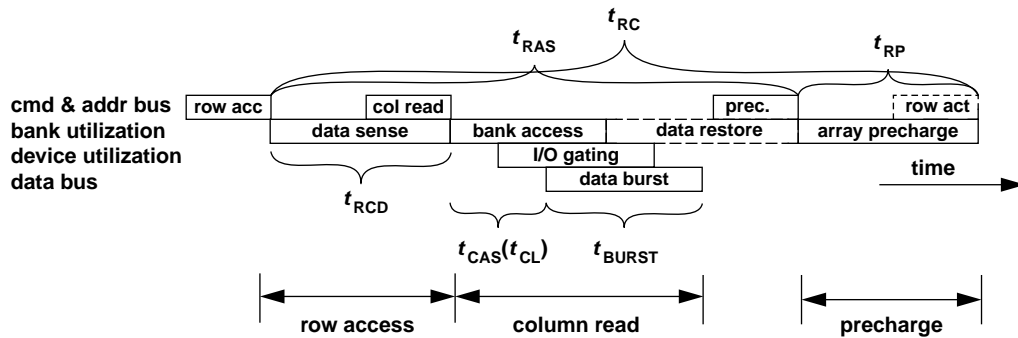 tRC
tRAS
tRP
cmd & addr bus row acc col read prec. row act
bank utilization data sense bank access data restore array precharge
device utilization I/O gating
data bus data burst time
tRCD
tCAS(tCL) tBURST
row access column read precharge